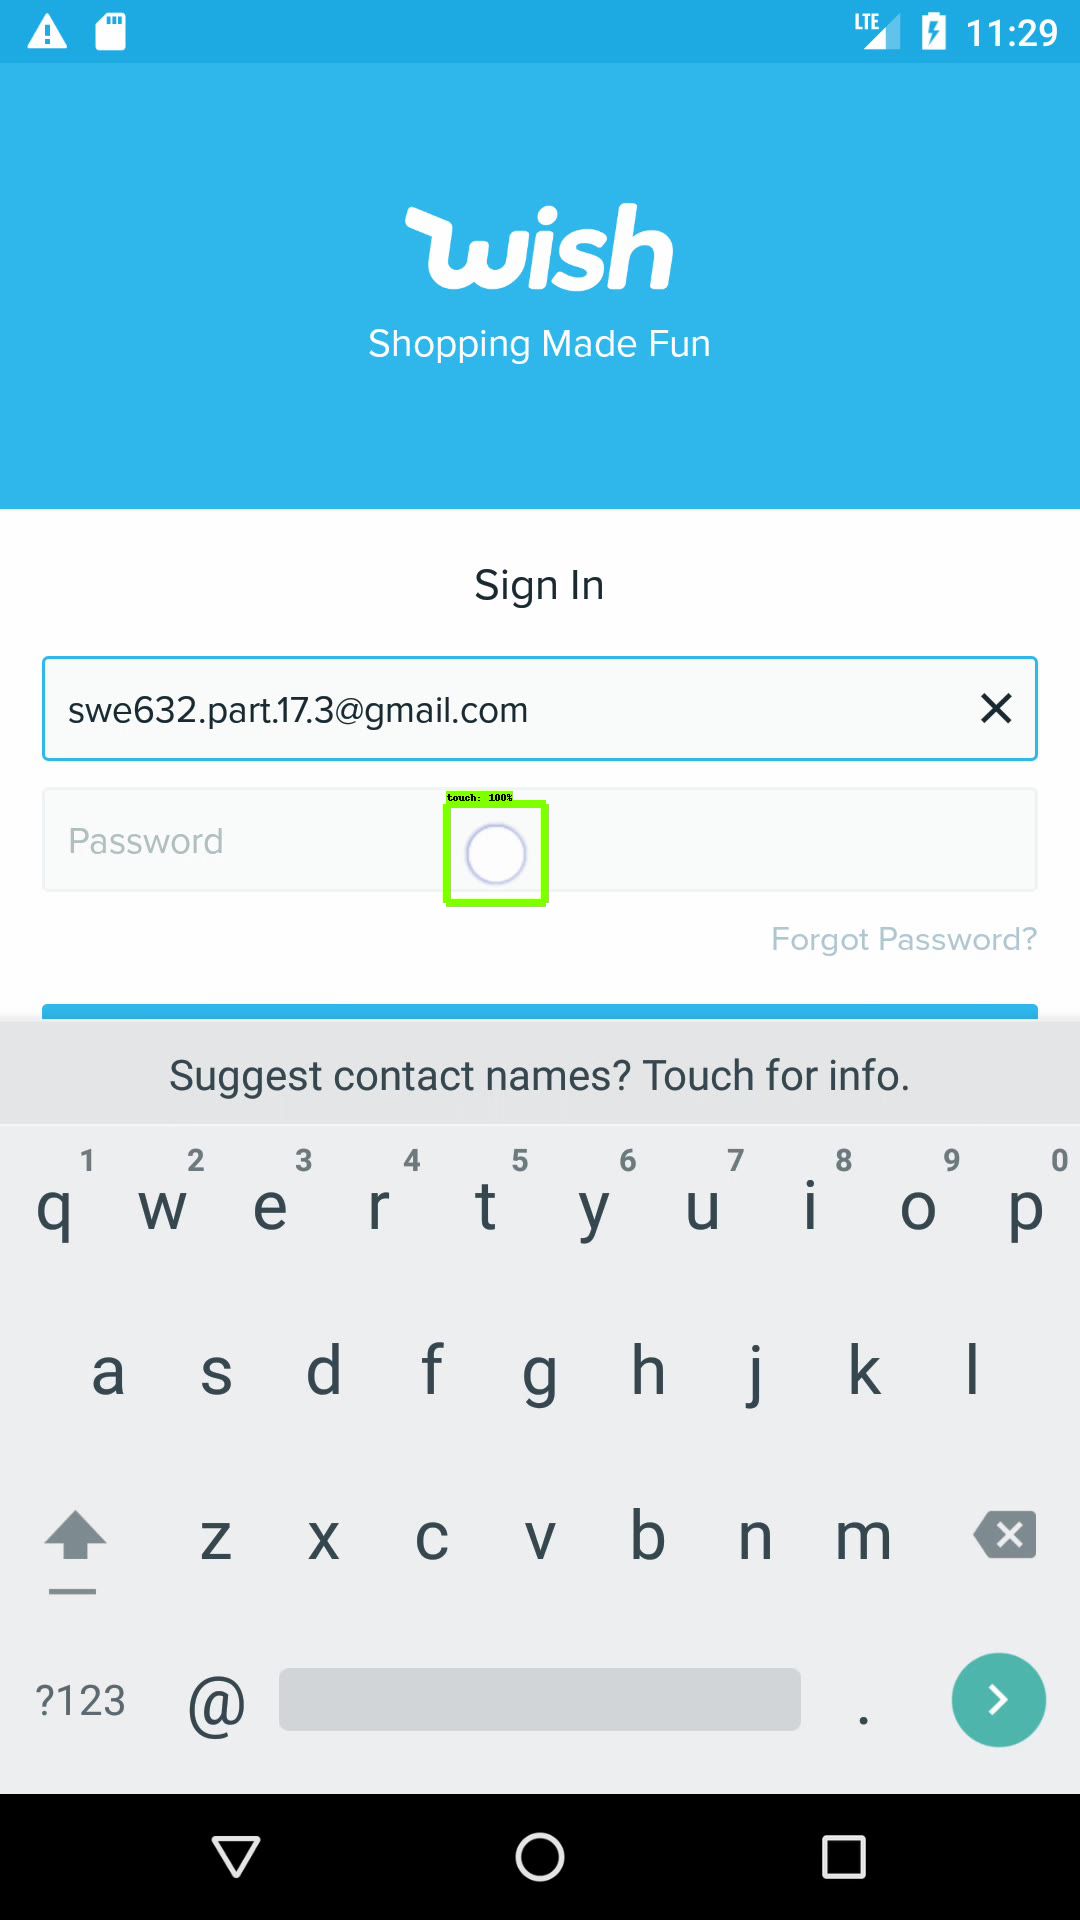 LTE 11:29
wish
Shopping Made Fun
Sign In
swe632.part.17.3@gmail.com
touch: 100%
Password
Forgot Password?
Suggest contact names? Touch for info.
1 2 3 4 5 6 7 8 9 0
q w e r t y u i o p
a s d f g h j k l
z x c v b n m
?123 @ .